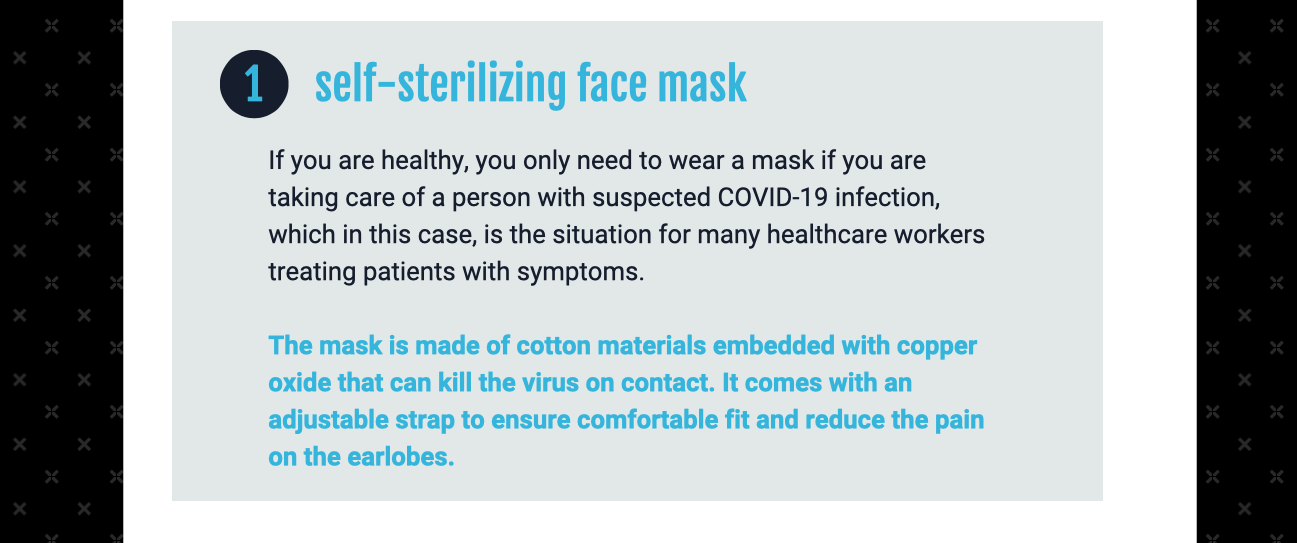 1 self-sterilizing face mask
If you are healthy, you only need to wear a mask if you are
taking care of a person with suspected COVID-19 infection,
which in this case, is the situation for many healthcare workers
treating patients with symptoms.
The mask is made of cotton materials embedded with copper
oxide that can kill the virus on contact. It comes with an
adjustable strap to ensure comfortable fit and reduce the pain
on the earlobes.